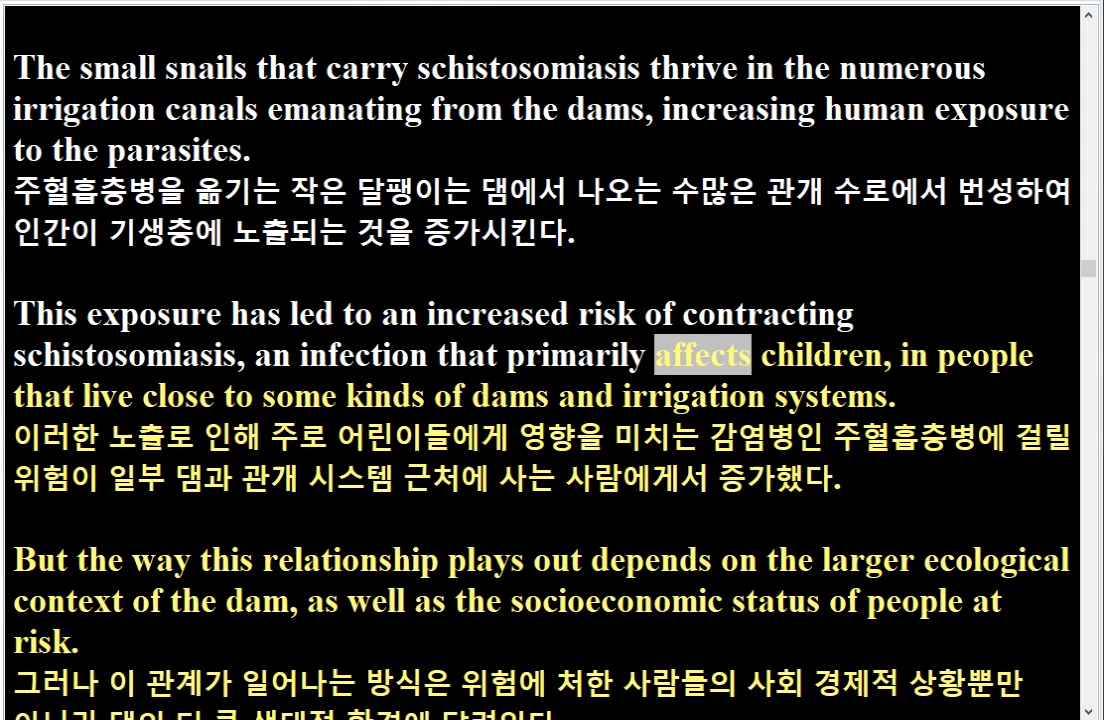 The small snails that carry schistosomiasis thrive in the numerous
irrigation canals emanating from the dams, increasing human exposure
to the parasites.
주혈흡충병을 옮기는 작은 달팽이는 댐에서 나오는 수많은 관개 수로에서 번성하여
인간이 기생충에 노출되는 것을 증가시킨다.
This exposure has led to an increased risk of contracting
schistosomiasis, an infection that primarily affects children, in people
that live close to some kinds of dams and irrigation systems.
이러한 노출로 인해 주로 어린이들에게 영향을 미치는 감염병인 주혈흡충병에 걸릴
위험이 일부 댐과 관개 시스템 근처에 사는 사람에게서 증가했다.
But the way this relationship plays out depends on the larger ecological
context of the dam, as well as the socioeconomic status of people at
risk.
그러나 이 관계가 일어나는 방식은 위험에 처한 사람들의 사회 경제적 상황뿐만